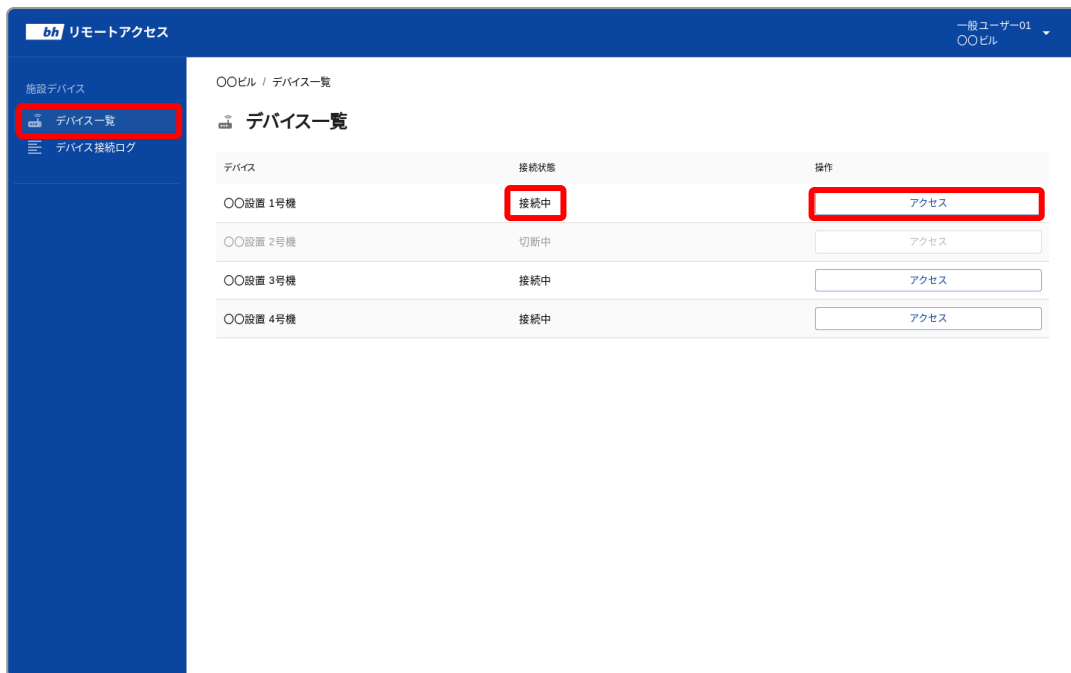 bh リモートアクセス
一般ユーザー01
〇〇ビル
施設デバイス
デバイス一覧
デバイス接続ログ
〇〇ビル / デバイス一覧
デバイス一覧
デバイス 接続状態 操作
〇〇設置 1号機 接続中 アクセス
〇〇設置 2号機 切断中 アクセス
〇〇設置 3号機 接続中 アクセス
〇〇設置 4号機 接続中 アクセス